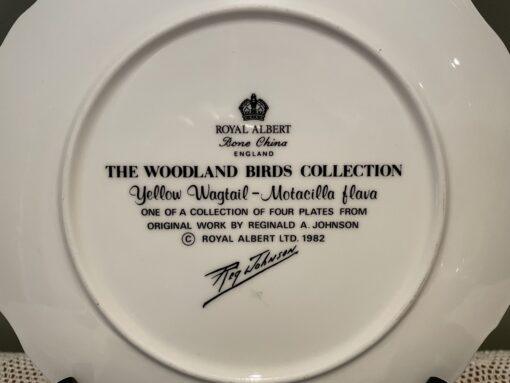 ROYAL ALBERT
Bone China
ENGLAND
THE WOODLAND BIRDS COLLECTION
Yellow Wagtail - Motacilla flava
ONE OF A COLLECTION OF FOUR PLATES FROM
ORIGINAL WORK BY REGINALD A. JOHNSON
© ROYAL ALBERT LTD. 1982
Reg Johnson